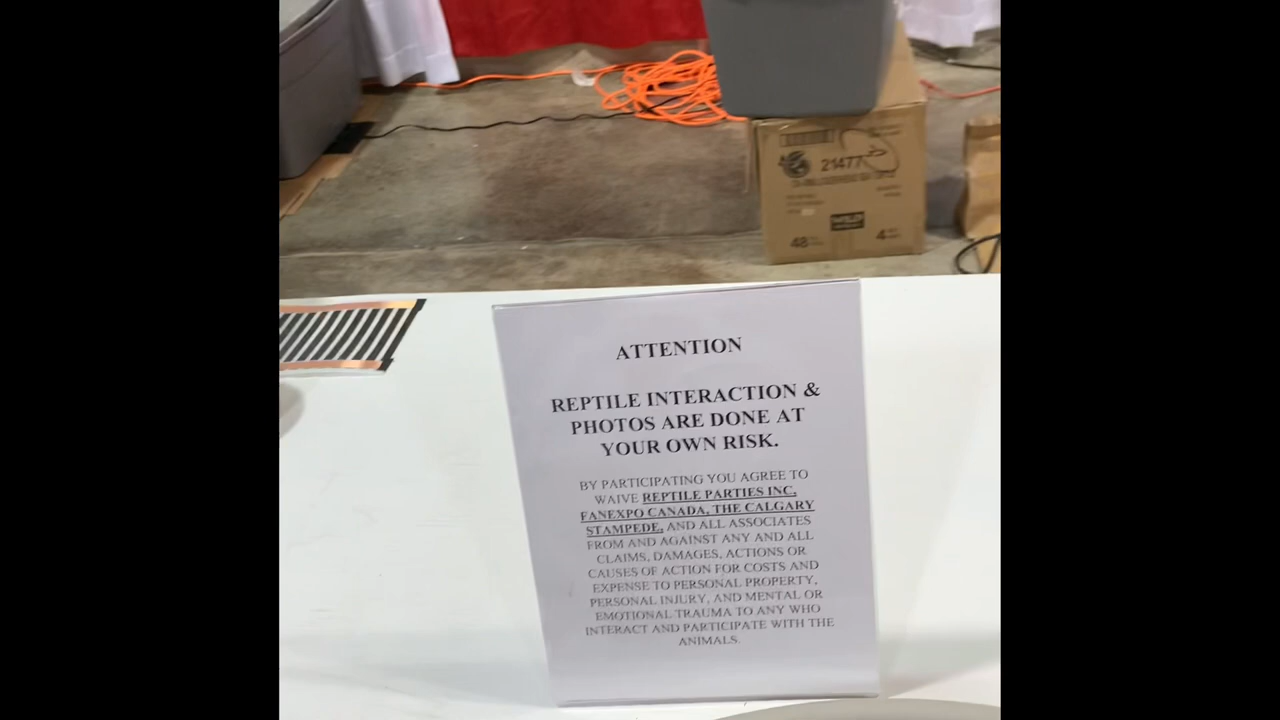 21477
48
4
ATTENTION
REPTILE INTERACTION &
PHOTOS ARE DONE AT
YOUR OWN RISK.
BY PARTICIPATING YOU AGREE TO
WAIVE REPTILE PARTIES INC,
FANEXPO CANADA, THE CALGARY
STAMPEDE, AND ALL ASSOCIATES
FROM AND AGAINST ANY AND ALL
CLAIMS, DAMAGES, ACTIONS OR
CAUSES OF ACTION FOR COSTS AND
EXPENSE TO PERSONAL PROPERTY,
PERSONAL INJURY, AND MENTAL OR
EMOTIONAL TRAUMA TO ANY WHO
INTERACT AND PARTICIPATE WITH THE
ANIMALS.